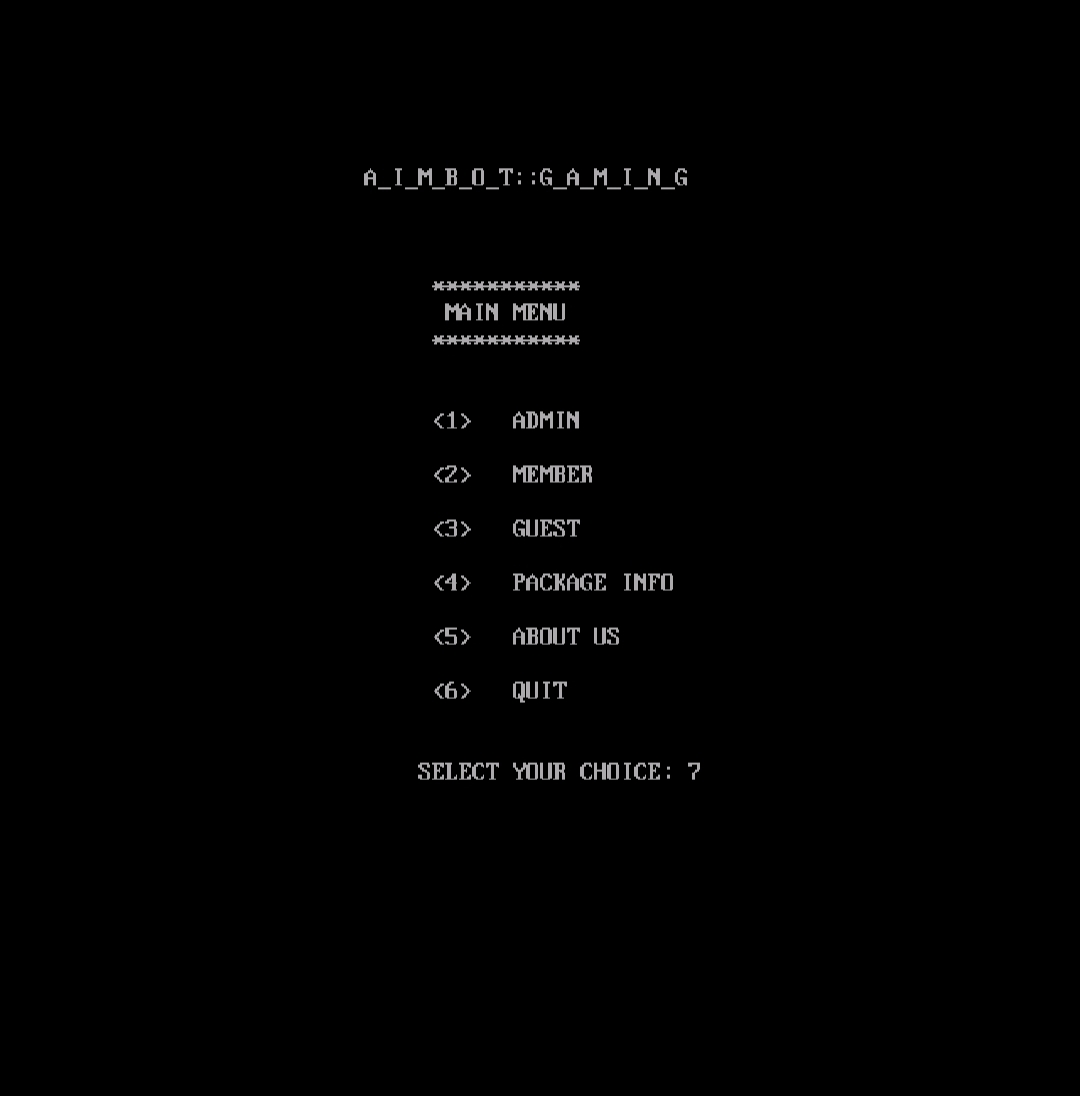 A_I_M_B_O_T::G_A_M_I_N_G
***********
MAIN MENU
***********
<1> ADMIN
<2> MEMBER
<3> GUEST
<4> PACKAGE INFO
<5> ABOUT US
<6> QUIT
SELECT YOUR CHOICE: 7